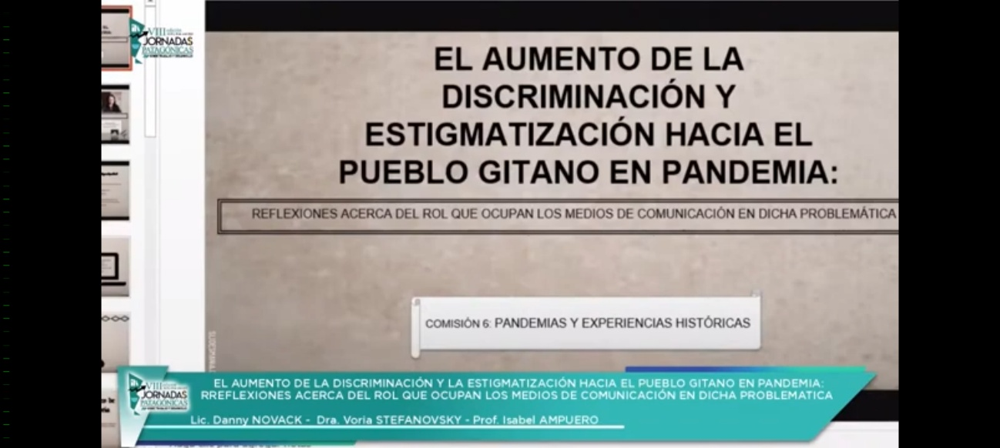 VIII
JORNADAS
PATAGÓNICAS
EL AUMENTO DE LA
DISCRIMINACIÓN Y
ESTIGMATIZACIÓN HACIA EL
PUEBLO GITANO EN PANDEMIA:
REFLEXIONES ACERCA DEL ROL QUE OCUPAN LOS MEDIOS DE COMUNICACIÓN EN DICHA PROBLEMÁTICA
COMISIÓN 6: PANDEMIAS Y EXPERIENCIAS HISTÓRICAS
VIII
JORNADAS
PATAGÓNICAS
EL AUMENTO DE LA DISCRIMINACIÓN Y LA ESTIGMATIZACIÓN HACIA EL PUEBLO GITANO EN PANDEMIA:
RREFLEXIONES ACERCA DEL ROL QUE OCUPAN LOS MEDIOS DE COMUNICACIÓN EN DICHA PROBLEMATICA
Lic. Danny NOVACK - Dra. Voria STEFANOVSKY - Prof. Isabel AMPUERO